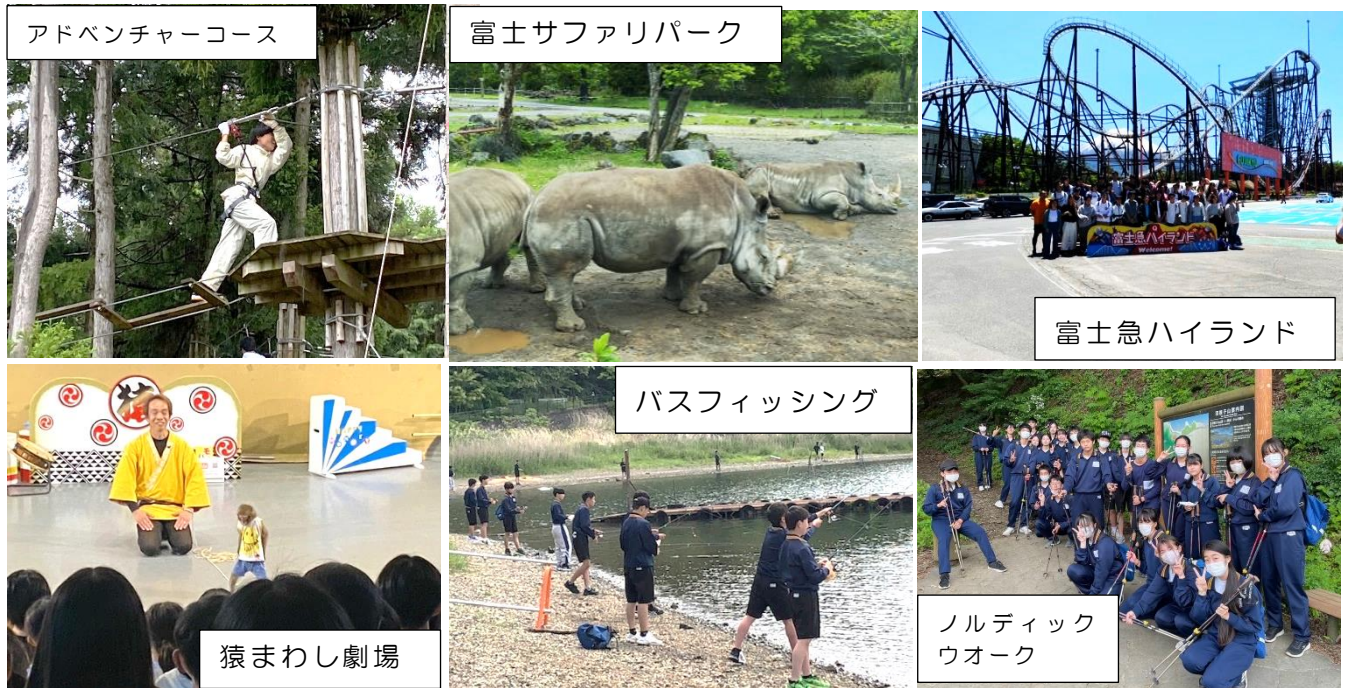 アドベンチャーコース
富士サファリパーク
富士急ハイランド
Welcome!
富士急ハイランド
猿まわし劇場
バスフィッシング
ノルディック
ウオーク